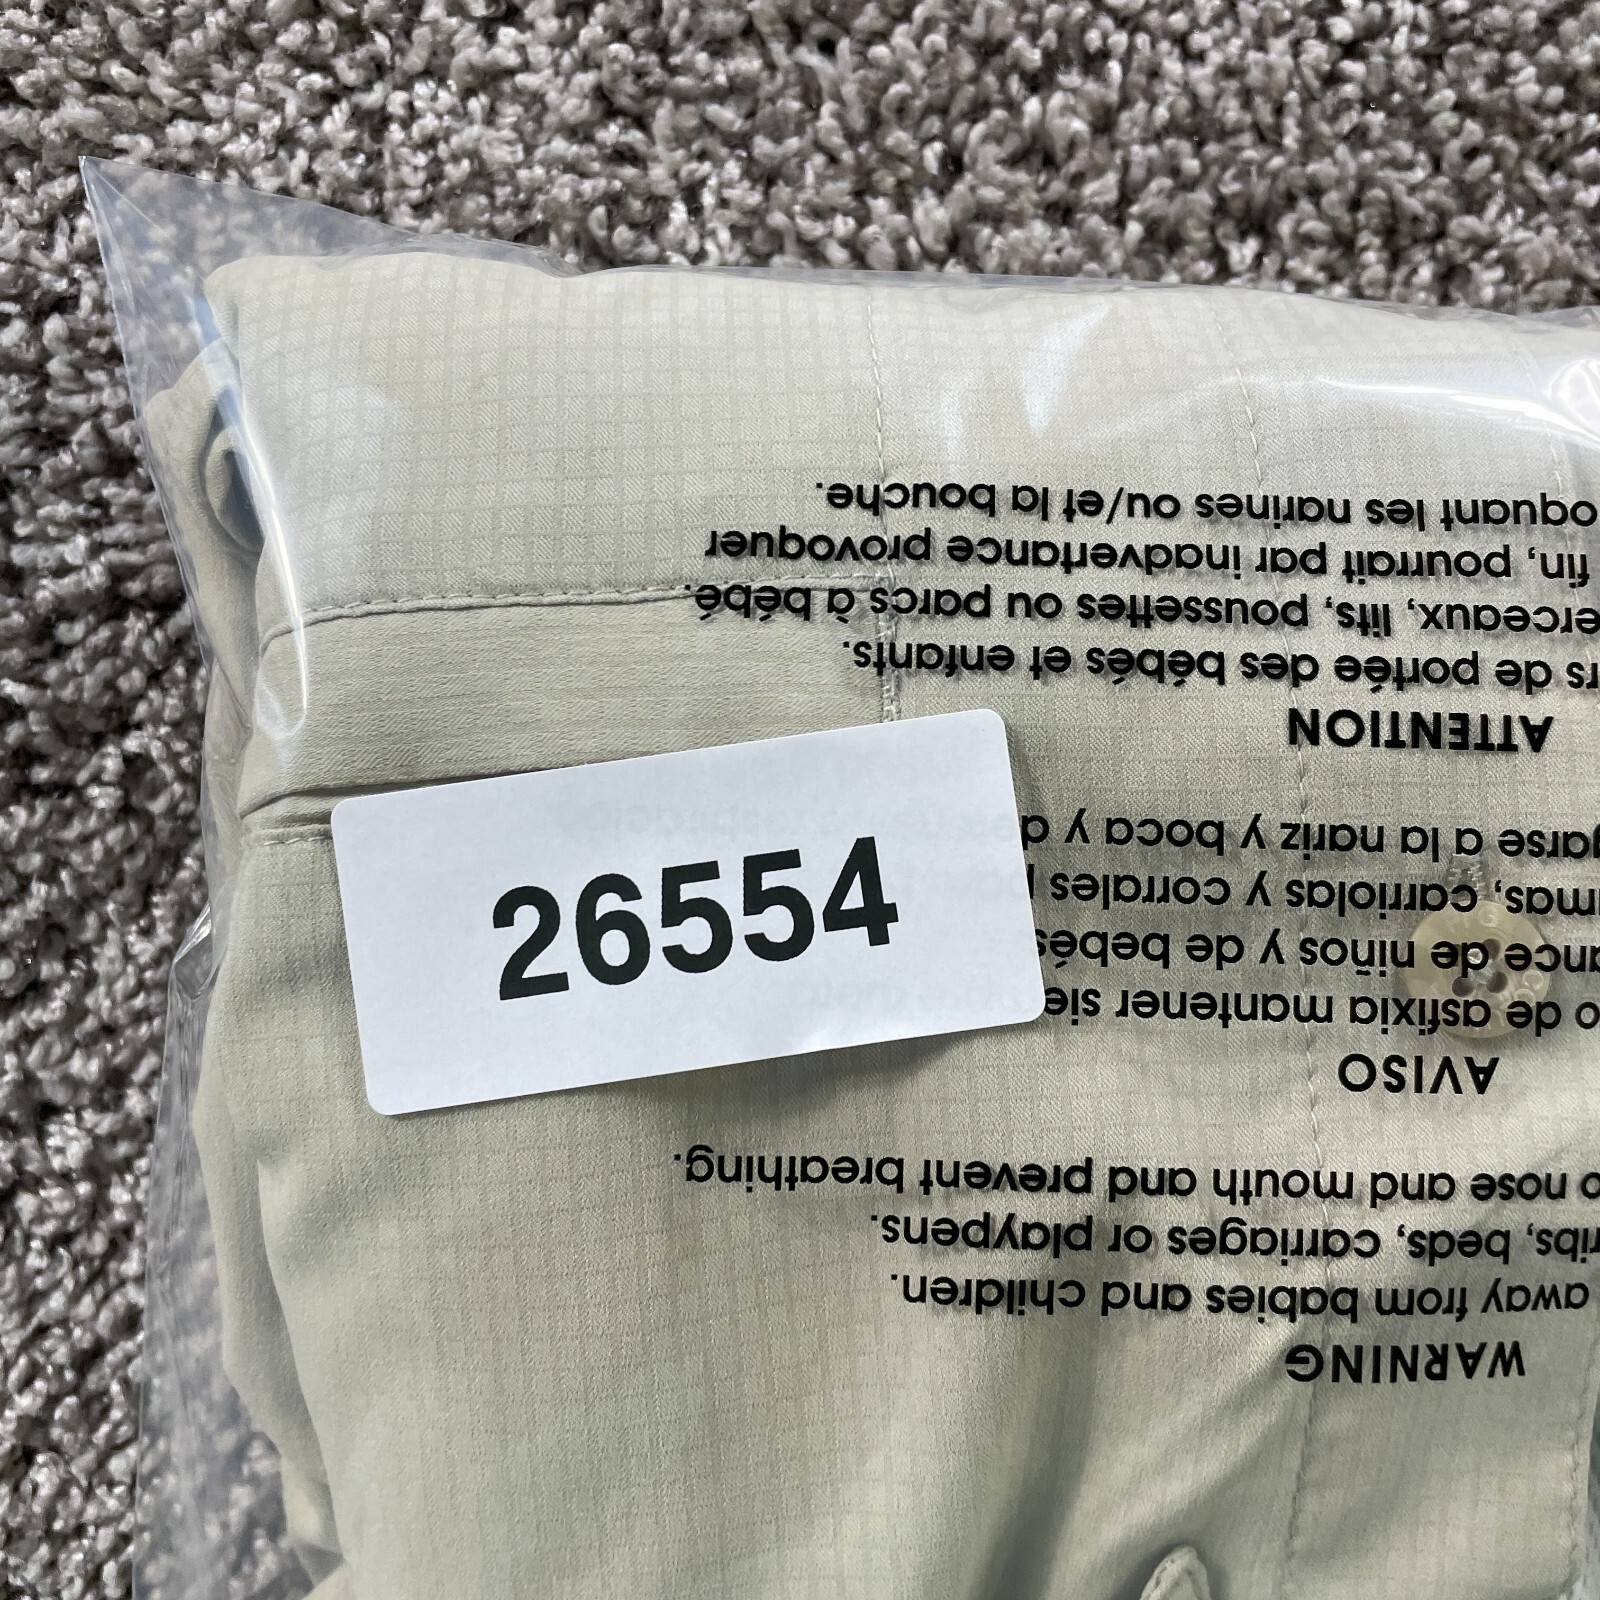 26554
WARNING
away from babies and children.
ribs, beds, carriages or playpens.
o nose and mouth and prevent breathing.
AVISO
o de asfixia mantener sie
ance de niños y de bebés
mas, carriolas y corrales p
garse a la nariz y boca y d
ATTENTION
rs de portée des bébés et enfants.
erceaux, lits, poussettes ou parcs à bébé.
fin, pourrait par inadvertance provoquer
oquant les narines ou/et la bouche.